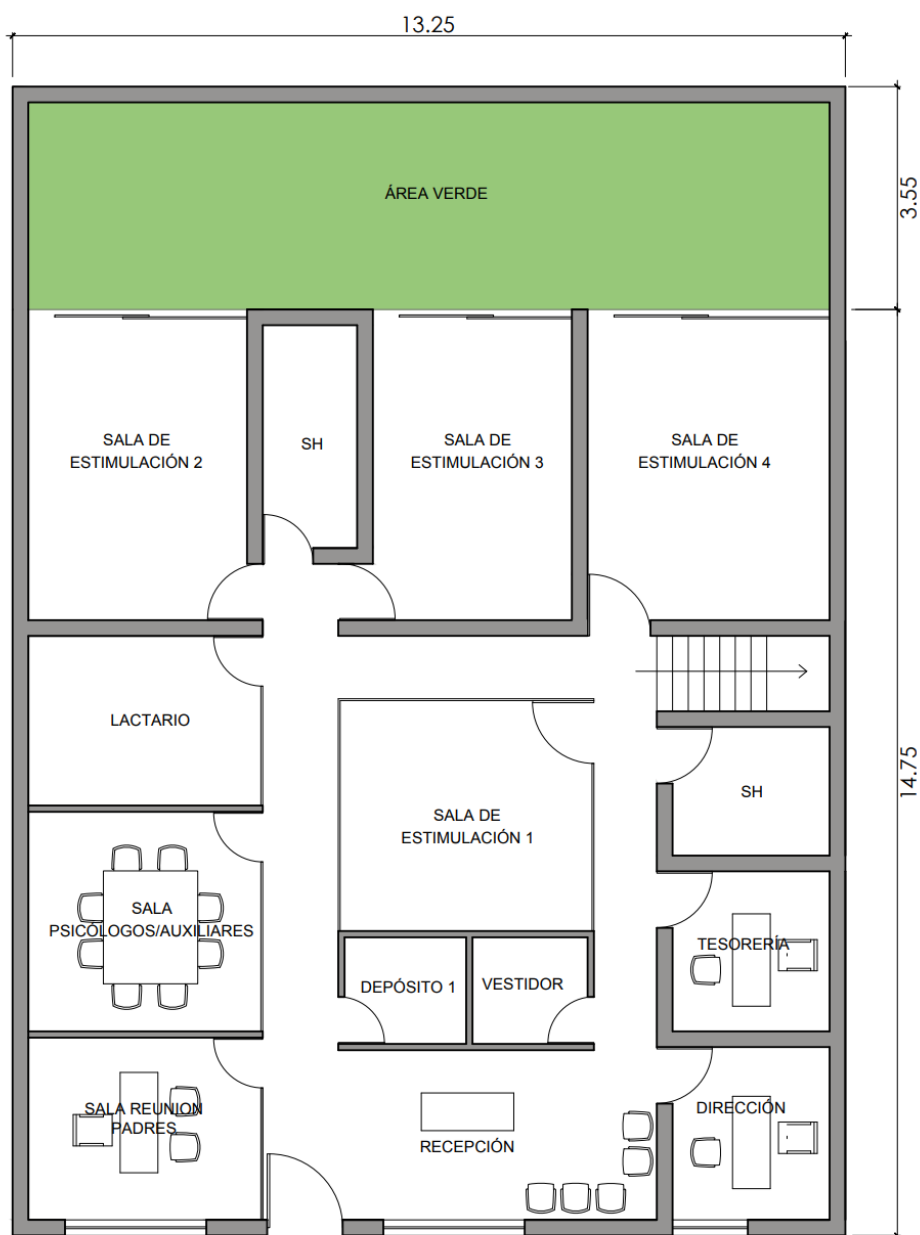 13.25
ÁREA VERDE
3.55
SALA DE
ESTIMULACIÓN 2
SH
SALA DE
ESTIMULACIÓN 3
SALA DE
ESTIMULACIÓN 4
LACTARIO
SALA DE
ESTIMULACIÓN 1
SH
14.75
SALA
PSICÓLOGOS/AUXILIARES
TESORERÍA
DEPÓSITO 1
VESTIDOR
SALA REUNION
PADRES
RECEPCIÓN
DIRECCIÓN